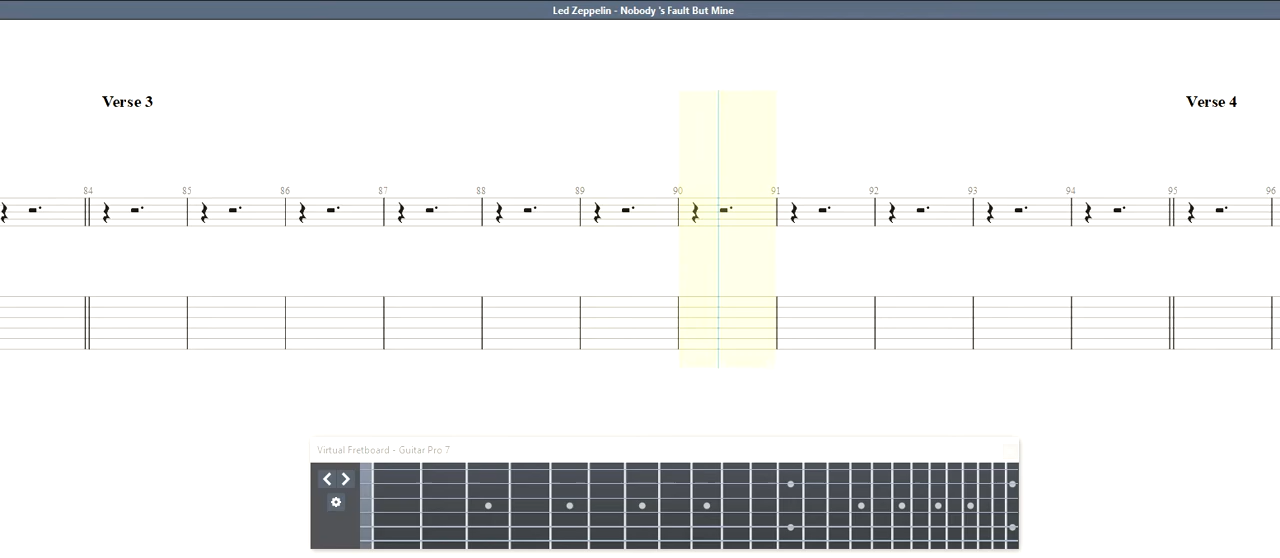 Led Zeppelin - Nobody 's Fault But Mine
Verse 3
Verse 4
84 85 86 87 88 89 90 91 92 93 94 95 96
Virtual Fretboard - Guitar Pro 7